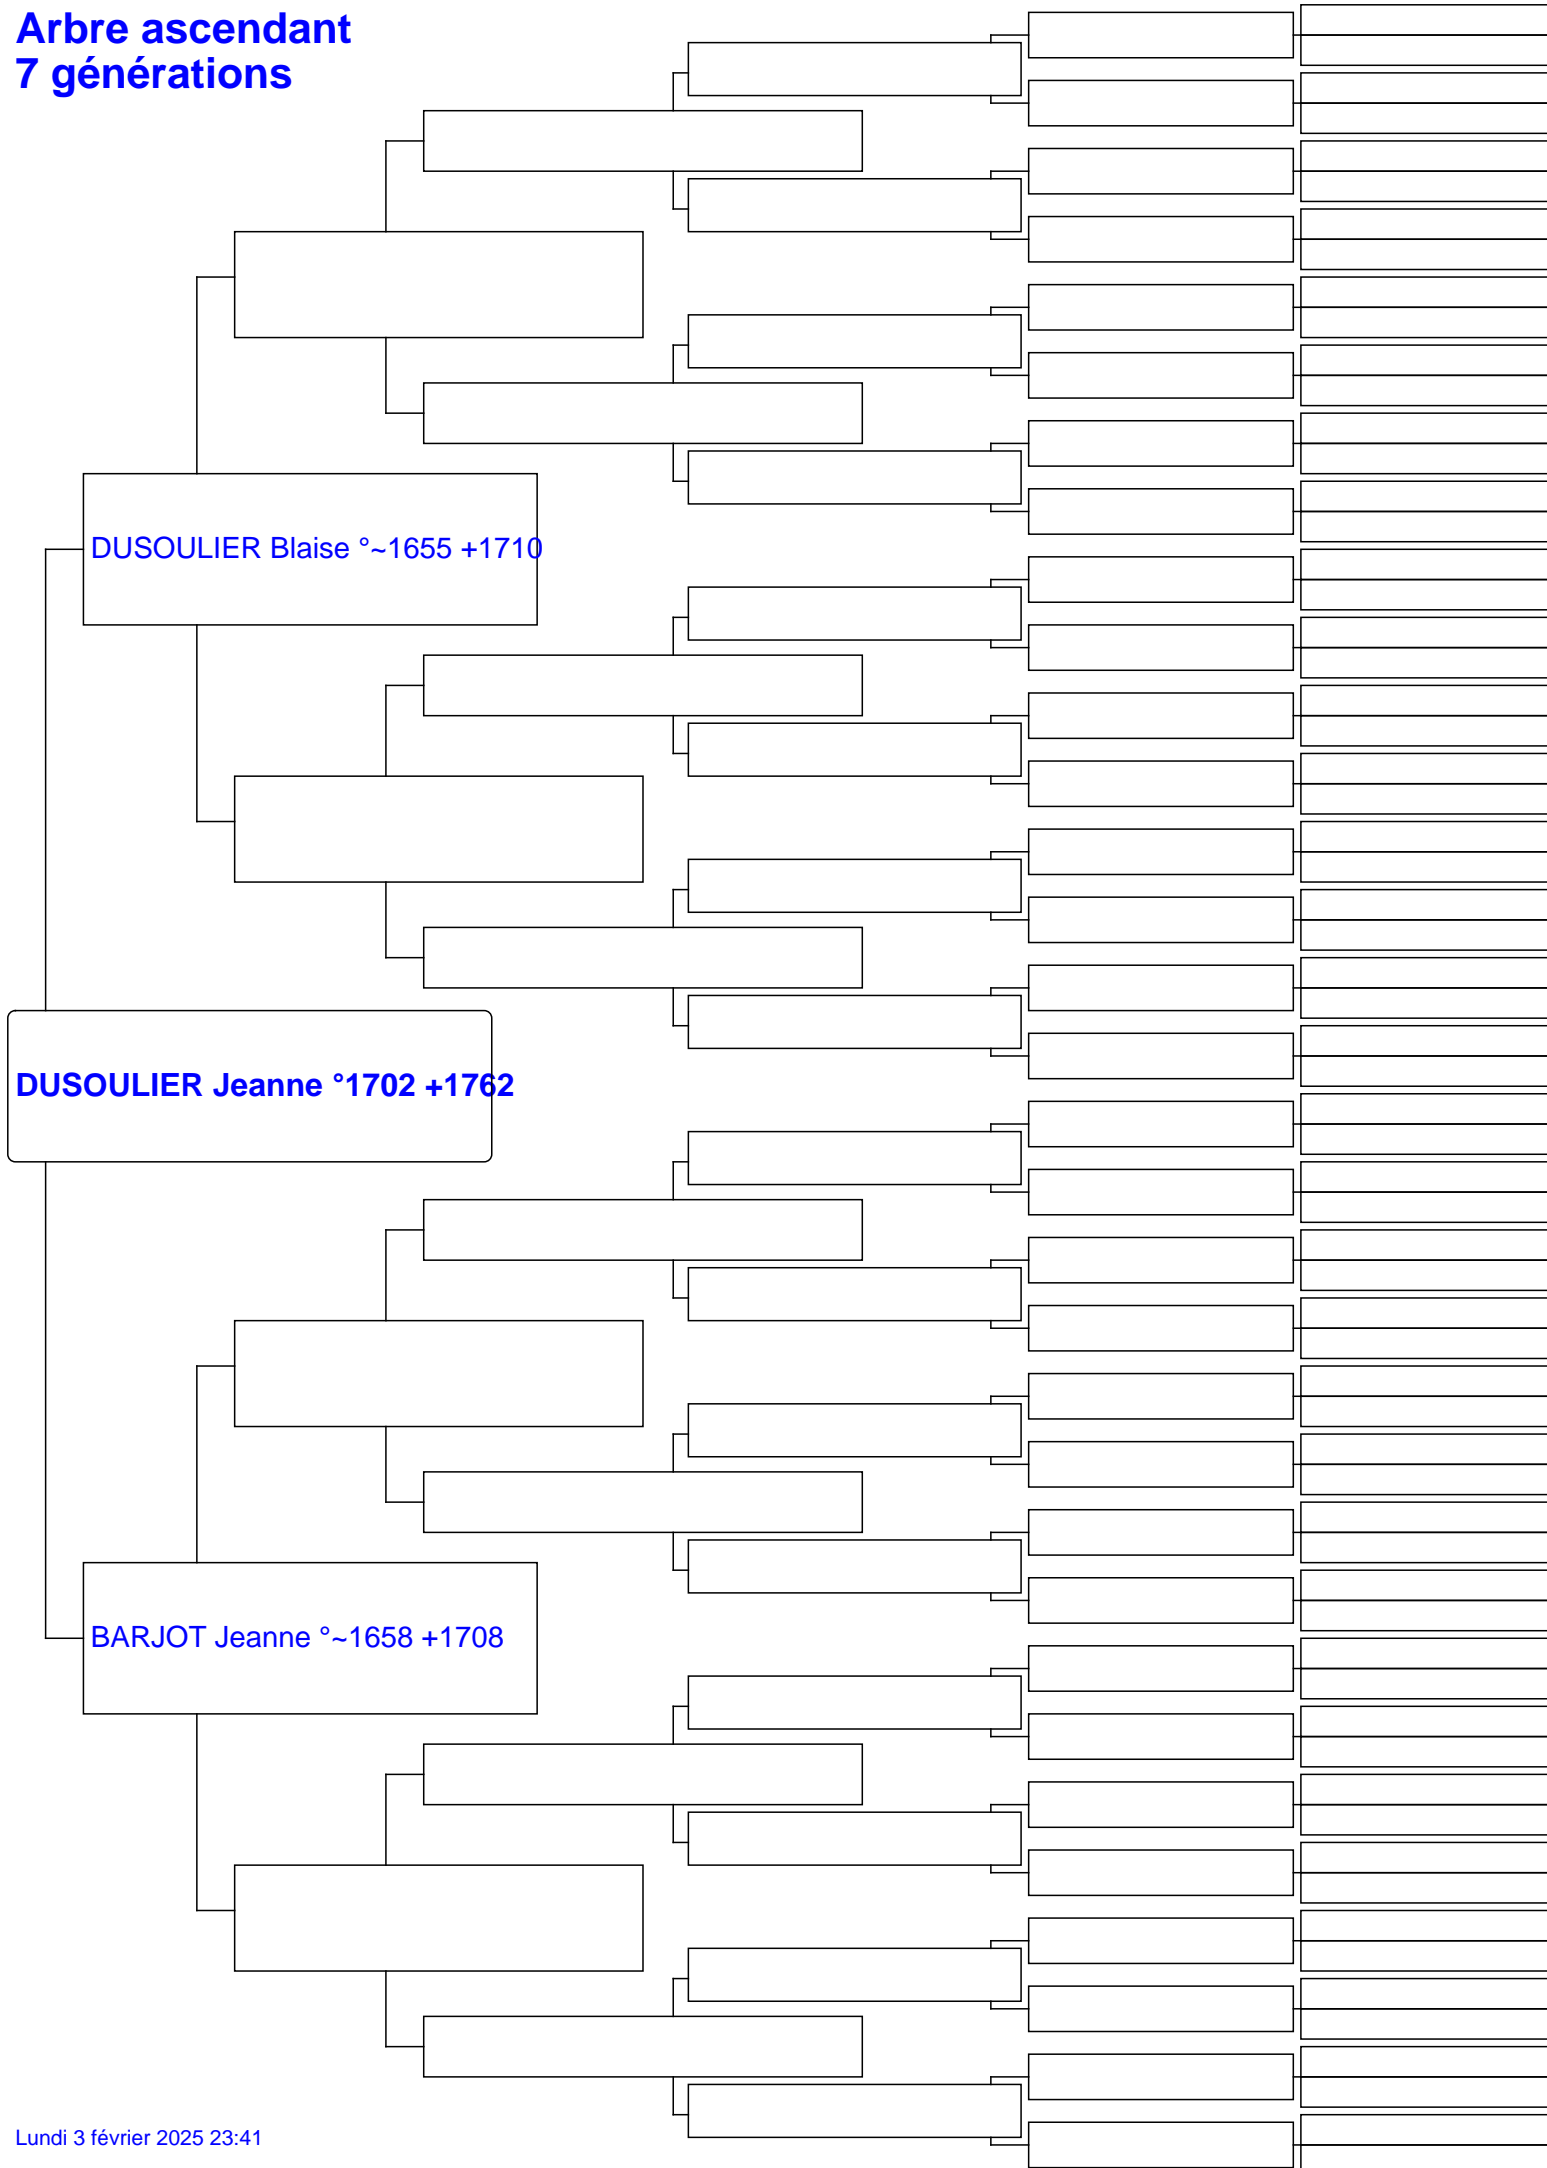 Arbre ascendant
7 générations
DUSOULIER Blaise °~1655 +1710
DUSOULIER Jeanne °1702 +1762
BARJOT Jeanne °~1658 +1708
Lundi 3 février 2025 23:41